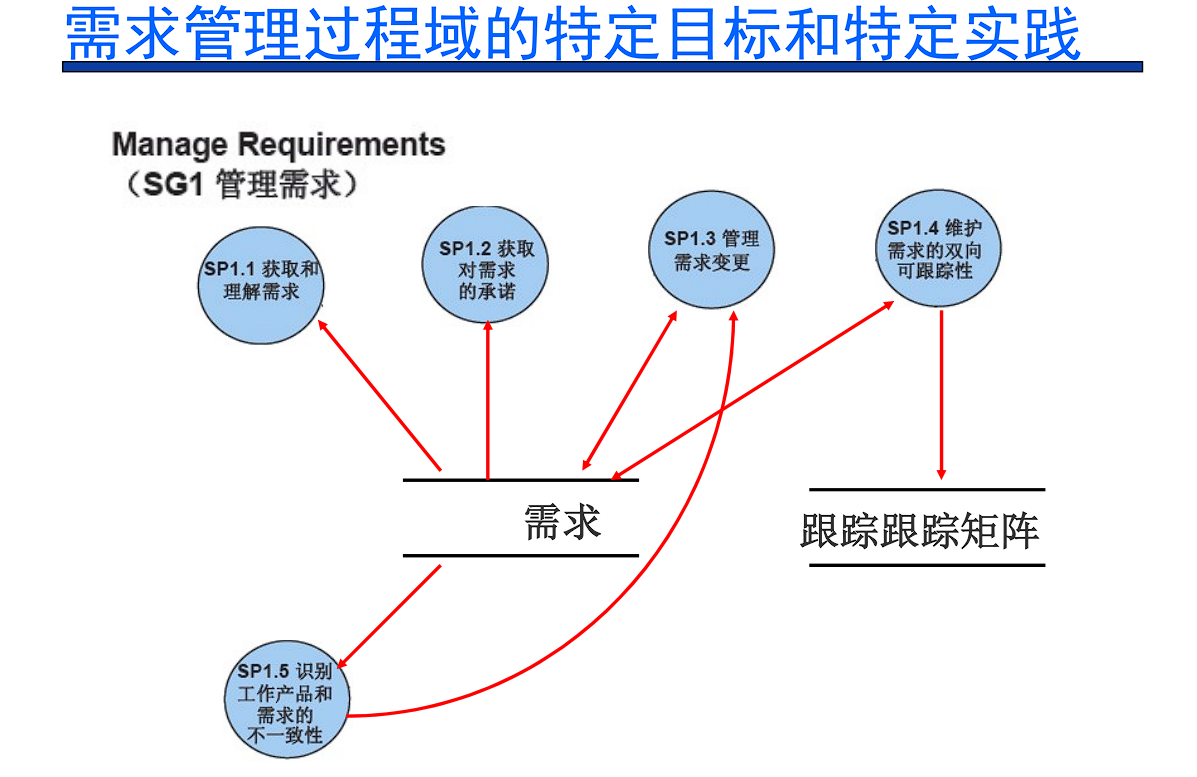 需求管理过程域的特定目标和特定实践
Manage Requirements
（SG1 管理需求）
SP1.1 获取和
理解需求
SP1.2 获取
对需求
的承诺
SP1.3 管理
需求变更
SP1.4 维护
需求的双向
可跟踪性
需求
跟踪跟踪矩阵
SP1.5 识别
工作产品和
需求的
不一致性